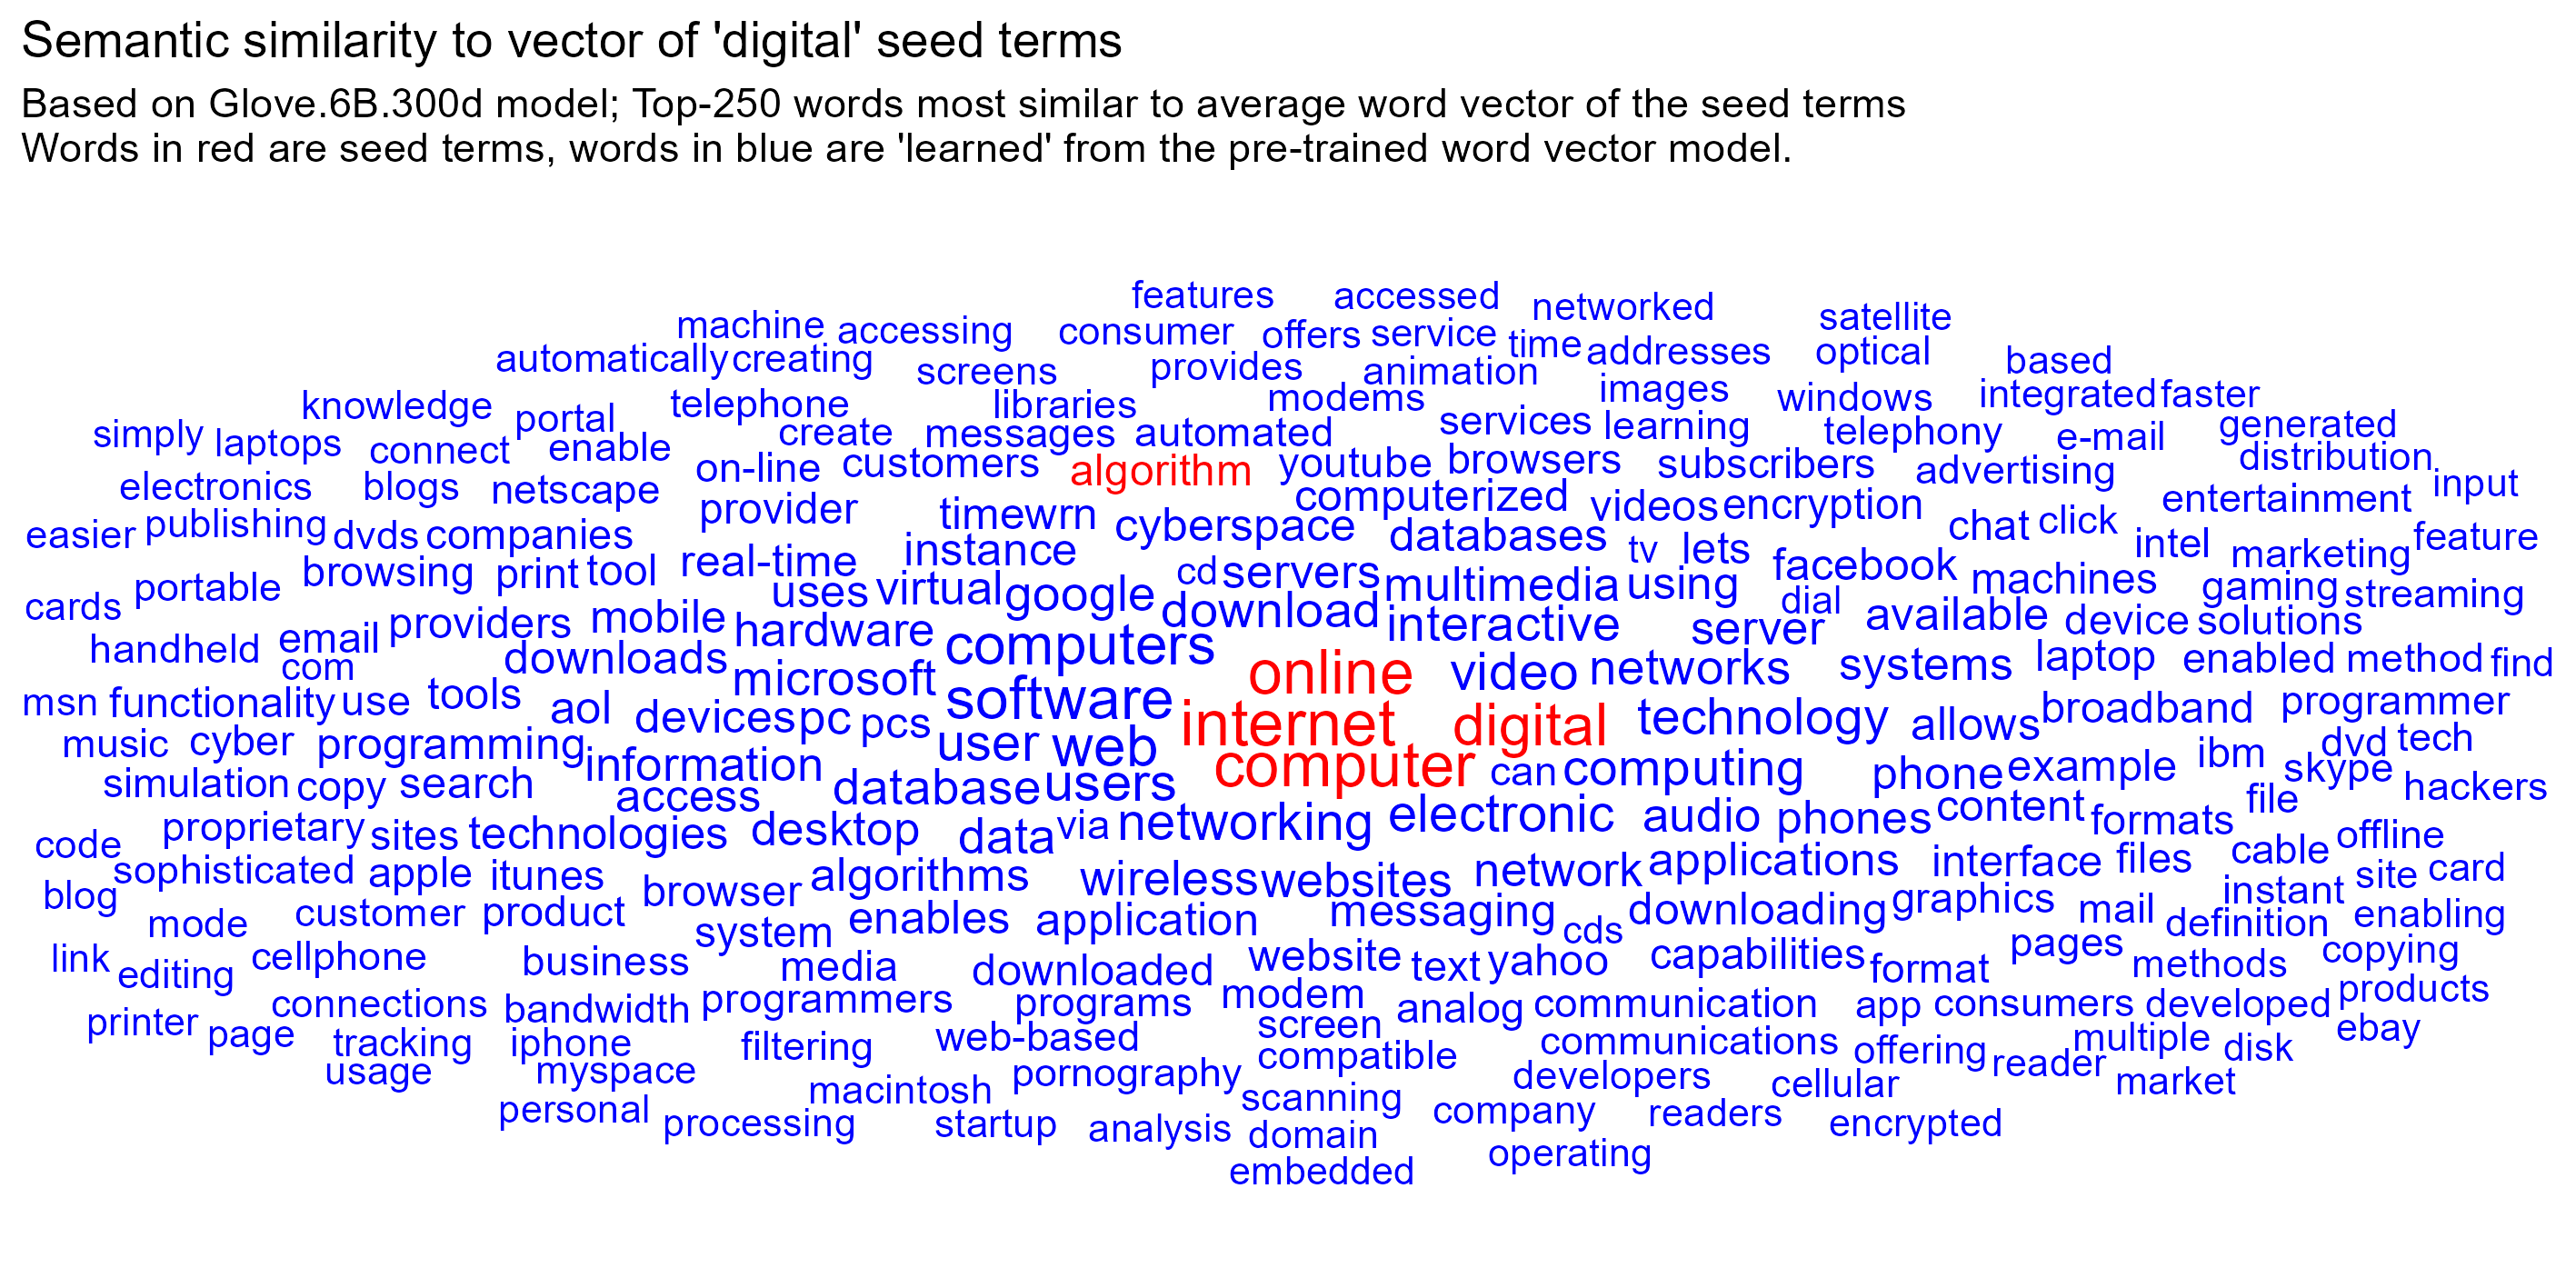 Semantic similarity to vector of 'digital' seed terms
Based on Glove.6B.300d model; Top-250 words most similar to average word vector of the seed terms
Words in red are seed terms, words in blue are 'learned' from the pre-trained word vector model.
features accessed networked satellite
machine accessing consumer offers service time addresses optical based
automatically creating screens provides animation images windows integrated faster
knowledge portal telephone libraries modems services learning telephony e-mail generated
simply laptops connect enable create messages automated
on-line customers algorithm youtube browsers subscribers advertising distribution input
electronics blogs netscape provider timewrn cyberspace computerized videos encryption chat click entertainment
easier publishing dvds companies real-time instance databases tv lets facebook intel marketing feature
portable browsing print tool uses virtual google cd servers multimedia using machines gaming streaming
cards handheld email providers mobile hardware download interactive dial server available device solutions
com downloads microsoft computers online video networks systems laptop enabled method find
msn functionality use tools aol devices pc pcs software internet digital technology allows broadband programmer
music cyber programming information user web computer can computing phone example ibm dvd tech skype hackers
simulation copy search access database users networking electronic audio phones content formats file
code proprietary sites technologies desktop data via
sophisticated apple itunes browser algorithms wireless websites network applications interface files cable offline
blog mode customer product system enables application messaging cds downloading graphics mail definition instant site card enabling
link editing cellphone business media downloaded website text yahoo capabilities format pages methods copying
connections bandwidth programmers programs modem analog communication app consumers developed products
printer page tracking iphone filtering web-based screen compatible communications offering reader multiple disk ebay
usage myspace macintosh pornography scanning developers cellular market
personal processing startup analysis domain company readers encrypted
embedded operating